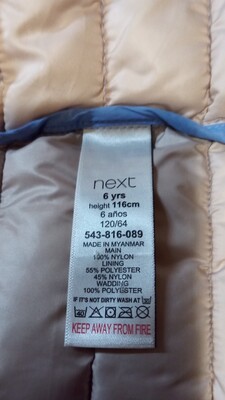 next
6 yrs
height 116cm
6 años
120/64
543-816-089
MADE IN MYANMAR
MAIN
100% NYLON
LINING
55% POLYESTER
45% NYLON
WADDING
100% POLYESTER
IF IT'S NOT DIRTY WASH AT
40
KEEP AWAY FROM FIRE